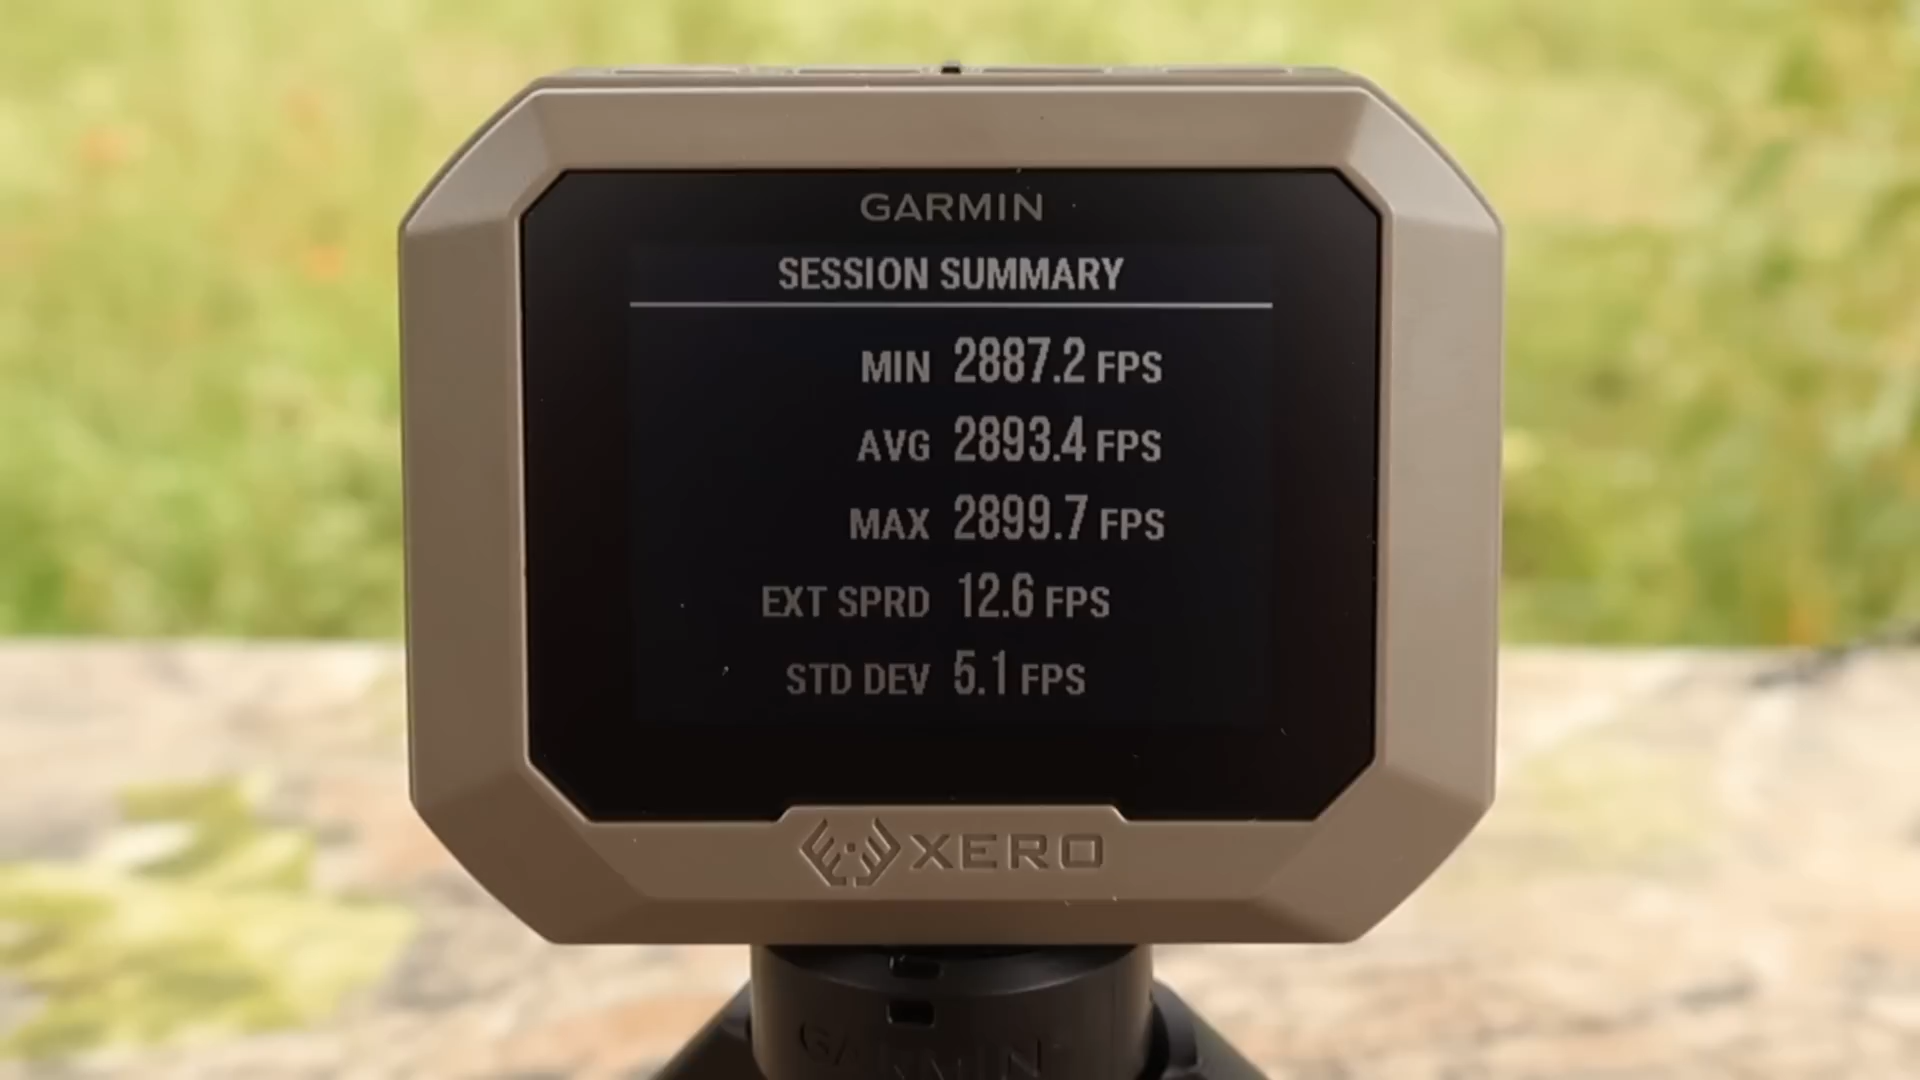 GARMIN
SESSION SUMMARY
MIN 2887.2 FPS
AVG 2893.4 FPS
MAX 2899.7 FPS
EXT SPRD 12.6 FPS
STD DEV 5.1 FPS
XERO
GARMIN